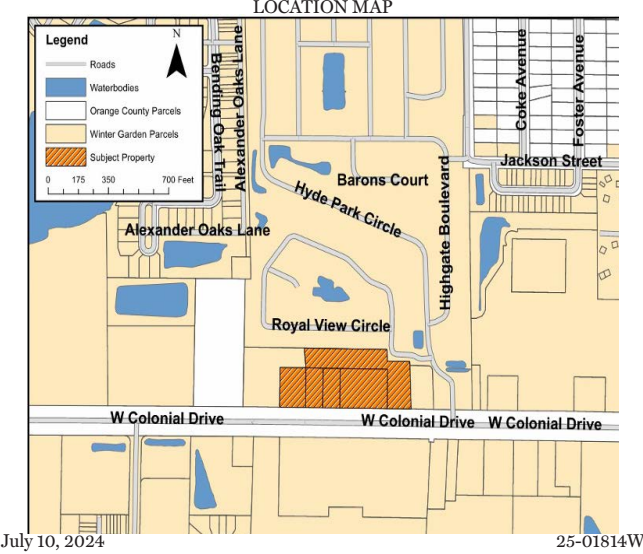 LOCATION MAP
Legend
Roads
Waterbodies
Orange County Parcels
Winter Garden Parcels
Subject Property
0 175 350 700 Feet
N
Bending Oak Trail
Alexander Oaks Lane
Coke Avenue
Foster Avenue
Jackson Street
Barons Court
Hyde Park Circle
Highgate Boulevard
Alexander Oaks Lane
Royal View Circle
W Colonial Drive
W Colonial Drive
W Colonial Drive
July 10, 2024
25-01814W